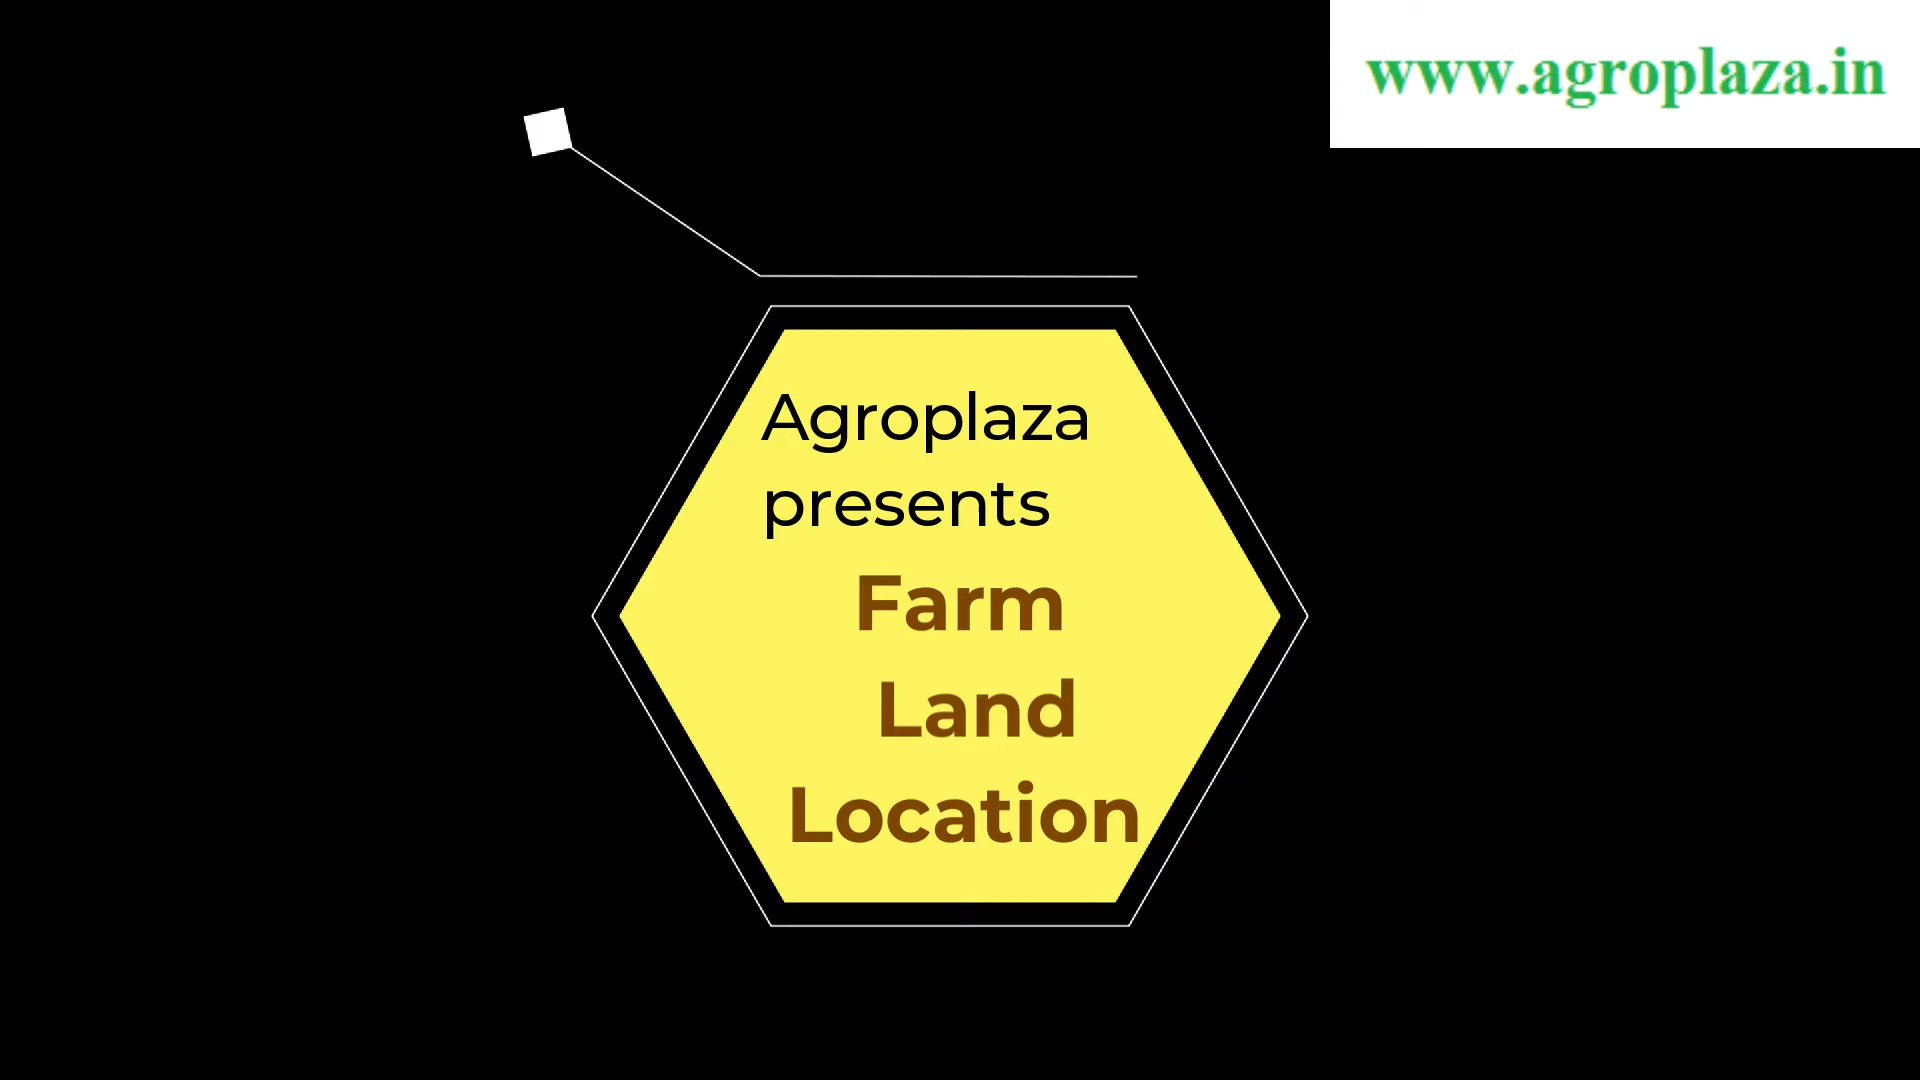 www.agroplaza.in
Agroplaza
presents
Farm
Land
Location